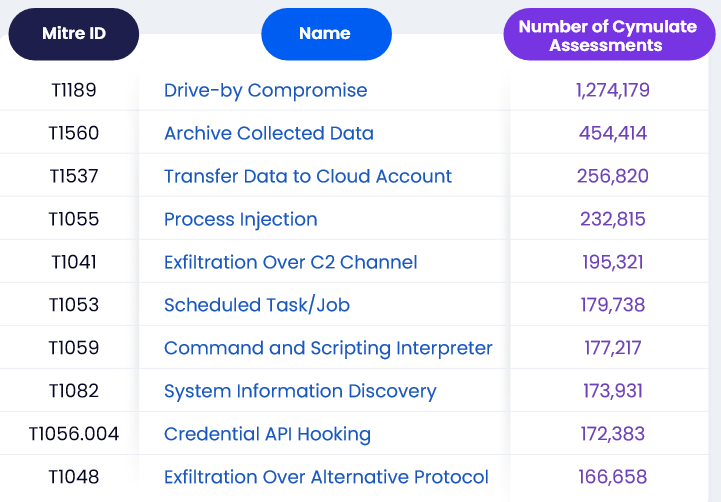 Mitre ID Name Number of Cymulate
Assessments
T1189 Drive-by Compromise 1,274,179
T1560 Archive Collected Data 454,414
T1537 Transfer Data to Cloud Account 256,820
T1055 Process Injection 232,815
T1041 Exfiltration Over C2 Channel 195,321
T1053 Scheduled Task/Job 179,738
T1059 Command and Scripting Interpreter 177,217
T1082 System Information Discovery 173,931
T1056.004 Credential API Hooking 172,383
T1048 Exfiltration Over Alternative Protocol 166,658